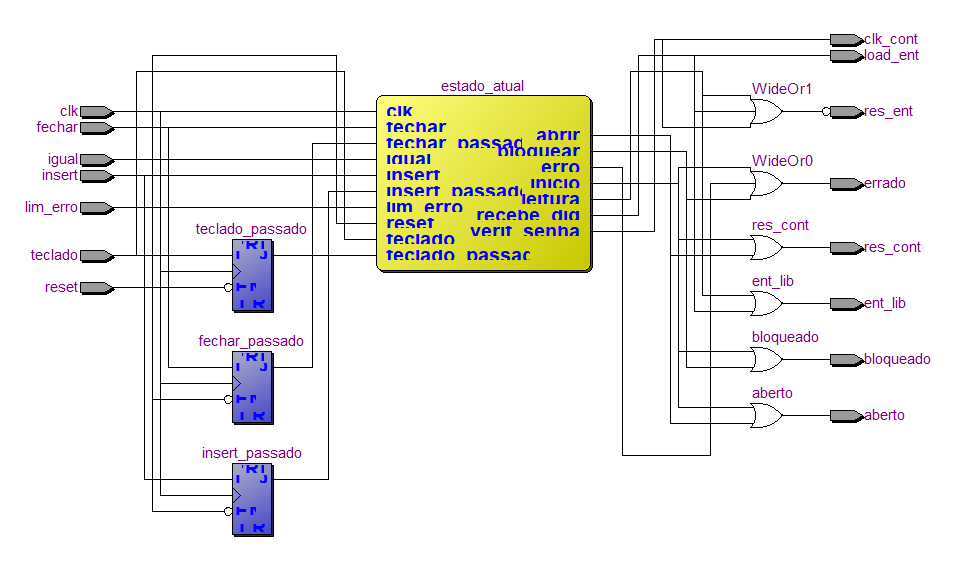 clk
fechar
igual
insert
lim_erro
teclado
reset
teclado_passado
fechar_passado
insert_passado
estado_atual
clk
fechar
fechar_passad
igual
insert
insert_passado
lim_erro
reset
teclado
teclado_passad
abrir
bloquear
erro
inicio
leitura
recebe_dig
verif_senha
WideOr1
WideOr0
res_cont
ent_lib
bloqueado
aberto
clk_cont
load_ent
res_ent
errado
res_cont
ent_lib
bloqueado
aberto